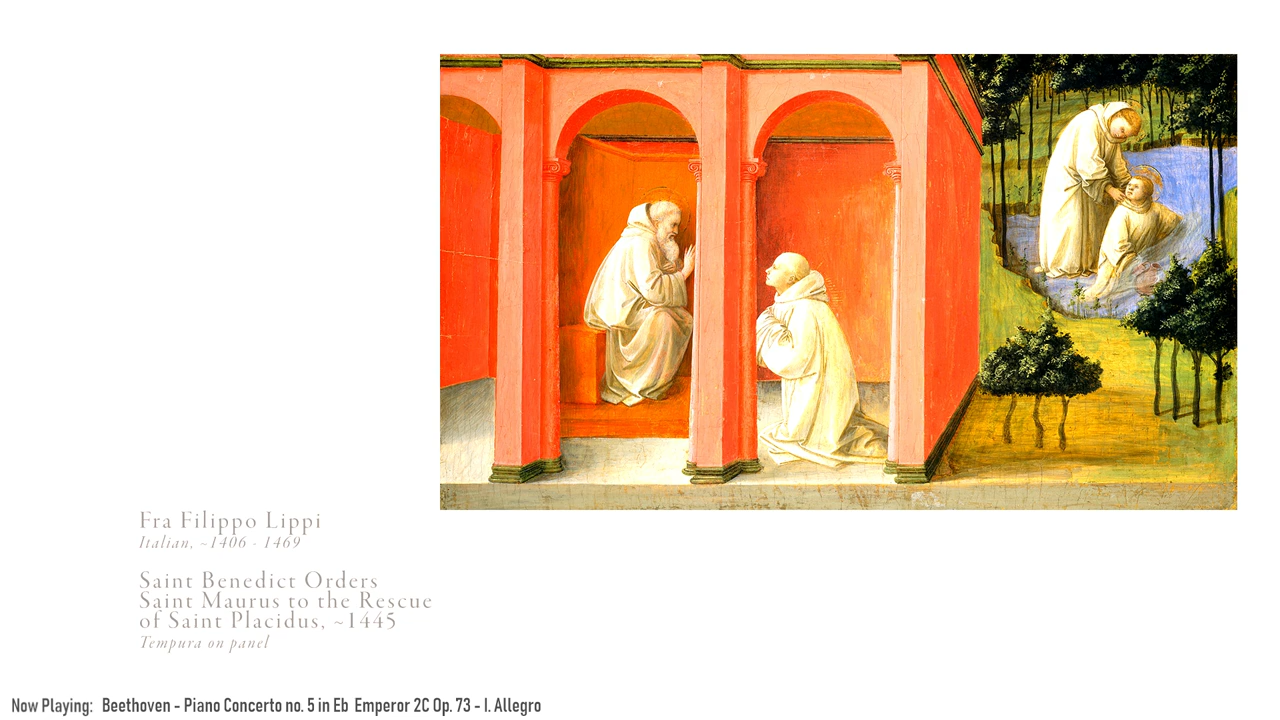 Fra Filippo Lippi
Italian, ~1406 - 1469
Saint Benedict Orders
Saint Maurus to the Rescue
of Saint Placidus, ~1445
Tempura on panel
Now Playing: Beethoven - Piano Concerto no. 5 in Eb Emperor 2C Op. 73 - I. Allegro